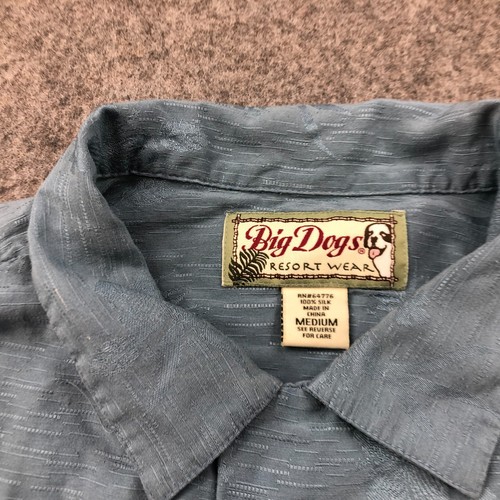 Big Dogs®
RESORT WEAR
RN#64776
100% SILK
MADE IN
CHINA
MEDIUM
SEE REVERSE
FOR CARE